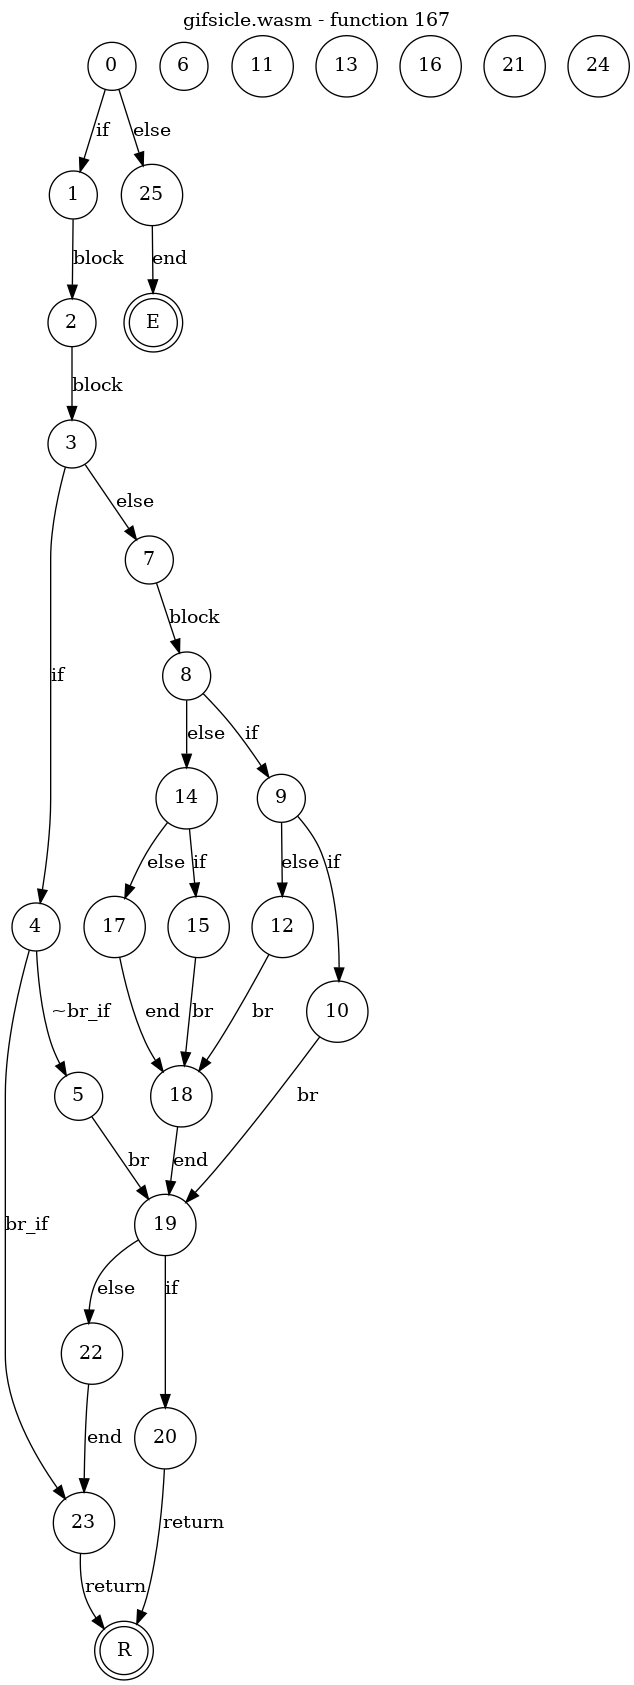 gifsicle.wasm - function 167
0 6 11 13 16 21 24
if else
1 25
block end
2 E
block
3
else
7
block
8
if else if
14 9
else if else if
4 17 15 12 10
~br_if end br br
5 18 br
br end
br_if 19
else if
22
end 20
23 return
return
R